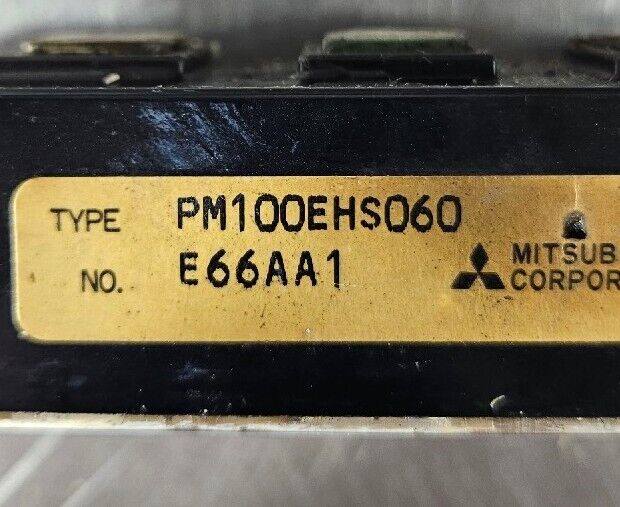 TYPE PM100EHS060
NO. E66AA1
MITSUB
CORPOR